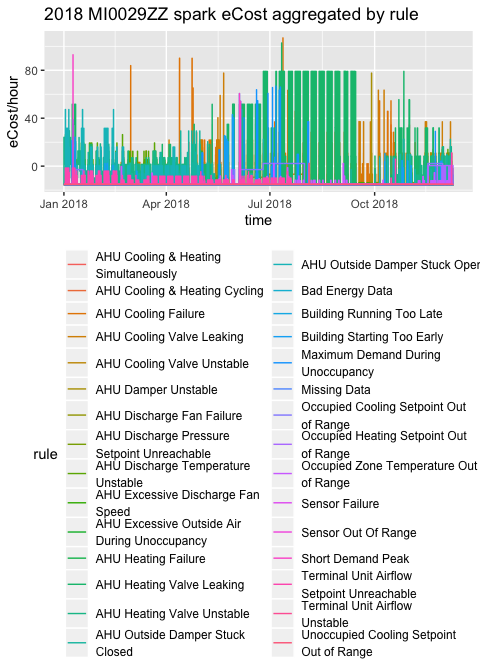 2018 MI0029ZZ spark eCost aggregated by rule
eCost/hour
80
40
0
Jan 2018
Apr 2018
Jul 2018
Oct 2018
time
rule
AHU Cooling & Heating
Simultaneously
AHU Cooling & Heating Cycling
AHU Cooling Failure
AHU Cooling Valve Leaking
AHU Cooling Valve Unstable
AHU Damper Unstable
AHU Discharge Fan Failure
AHU Discharge Pressure
Setpoint Unreachable
AHU Discharge Temperature
Unstable
AHU Excessive Discharge Fan
Speed
AHU Excessive Outside Air
During Unoccupancy
AHU Heating Failure
AHU Heating Valve Leaking
AHU Heating Valve Unstable
AHU Outside Damper Stuck
Closed
AHU Outside Damper Stuck Open
Bad Energy Data
Building Running Too Late
Building Starting Too Early
Maximum Demand During
Unoccupancy
Missing Data
Occupied Cooling Setpoint Out
of Range
Occupied Heating Setpoint Out
of Range
Occupied Zone Temperature Out
of Range
Sensor Failure
Sensor Out Of Range
Short Demand Peak
Terminal Unit Airflow
Setpoint Unreachable
Terminal Unit Airflow
Unstable
Unoccupied Cooling Setpoint
Out of Range